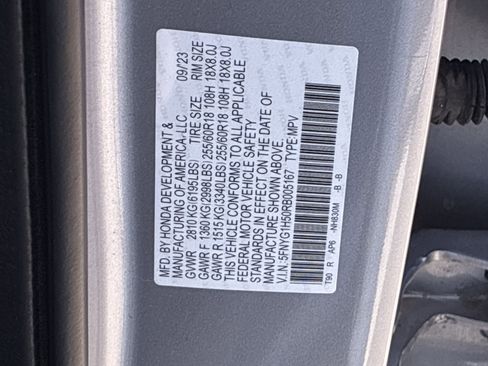 MFD. BY HONDA DEVELOPMENT &
MANUFACTURING OF AMERICA-LLC 09/23
GVWR 2810 KG(6195LBS) TIRE SIZE RIM SIZE
GAWR F 1360 KG(2998LBS) 255/60R18 108H 18X8.0J
GAWR R 1515 KG(3340LBS) 255/60R18 108H 18X8.0J
THIS VEHICLE CONFORMS TO ALL APPLICABLE
FEDERAL MOTOR VEHICLE SAFETY
STANDARDS IN EFFECT ON THE DATE OF
MANUFACTURE SHOWN ABOVE.
V.I.N. 5FNYG1H50RB005167 TYPE:MPV
T90 R AP6 -NH830M -B -B